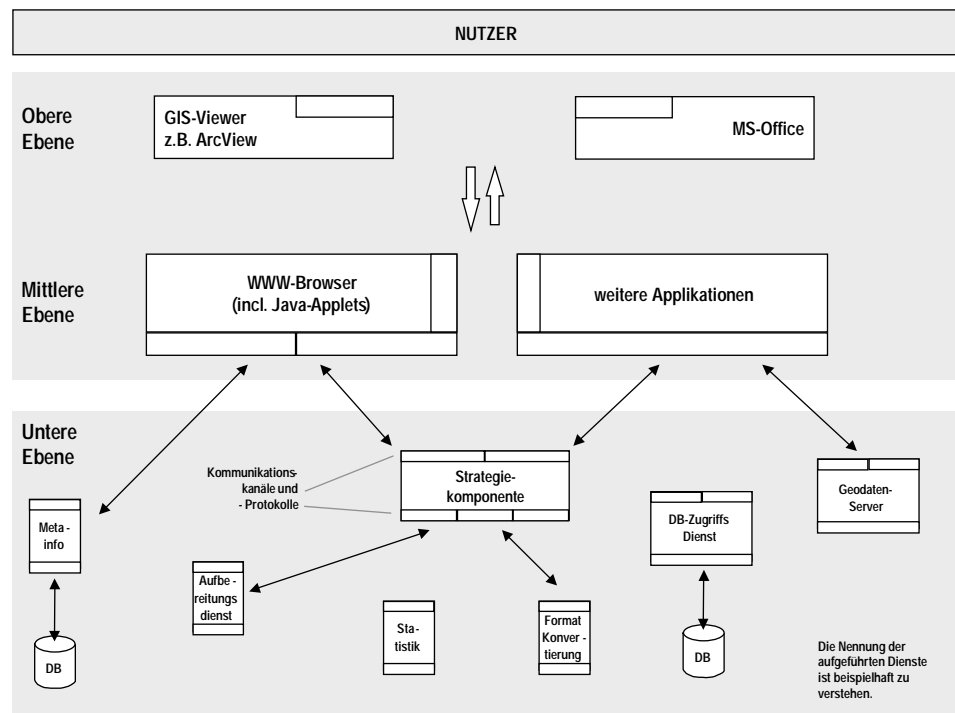 NUTZER
Obere
Ebene
GIS-Viewer
z.B. ArcView
MS-Office
Mittlere
Ebene
WWW-Browser
(incl. Java-Applets)
weitere Applikationen
Untere
Ebene
Kommunikations-
kanäle und
- Protokolle
Strategie-
komponente
Geodaten-
Server
Meta -
info
DB-Zugriffs
Dienst
Aufbe -
reitungs
dienst
Sta -
tistik
Format
Konver -
tierung
DB
DB
Die Nennung der
aufgeführten Dienste
ist beispielhaft zu
verstehen.